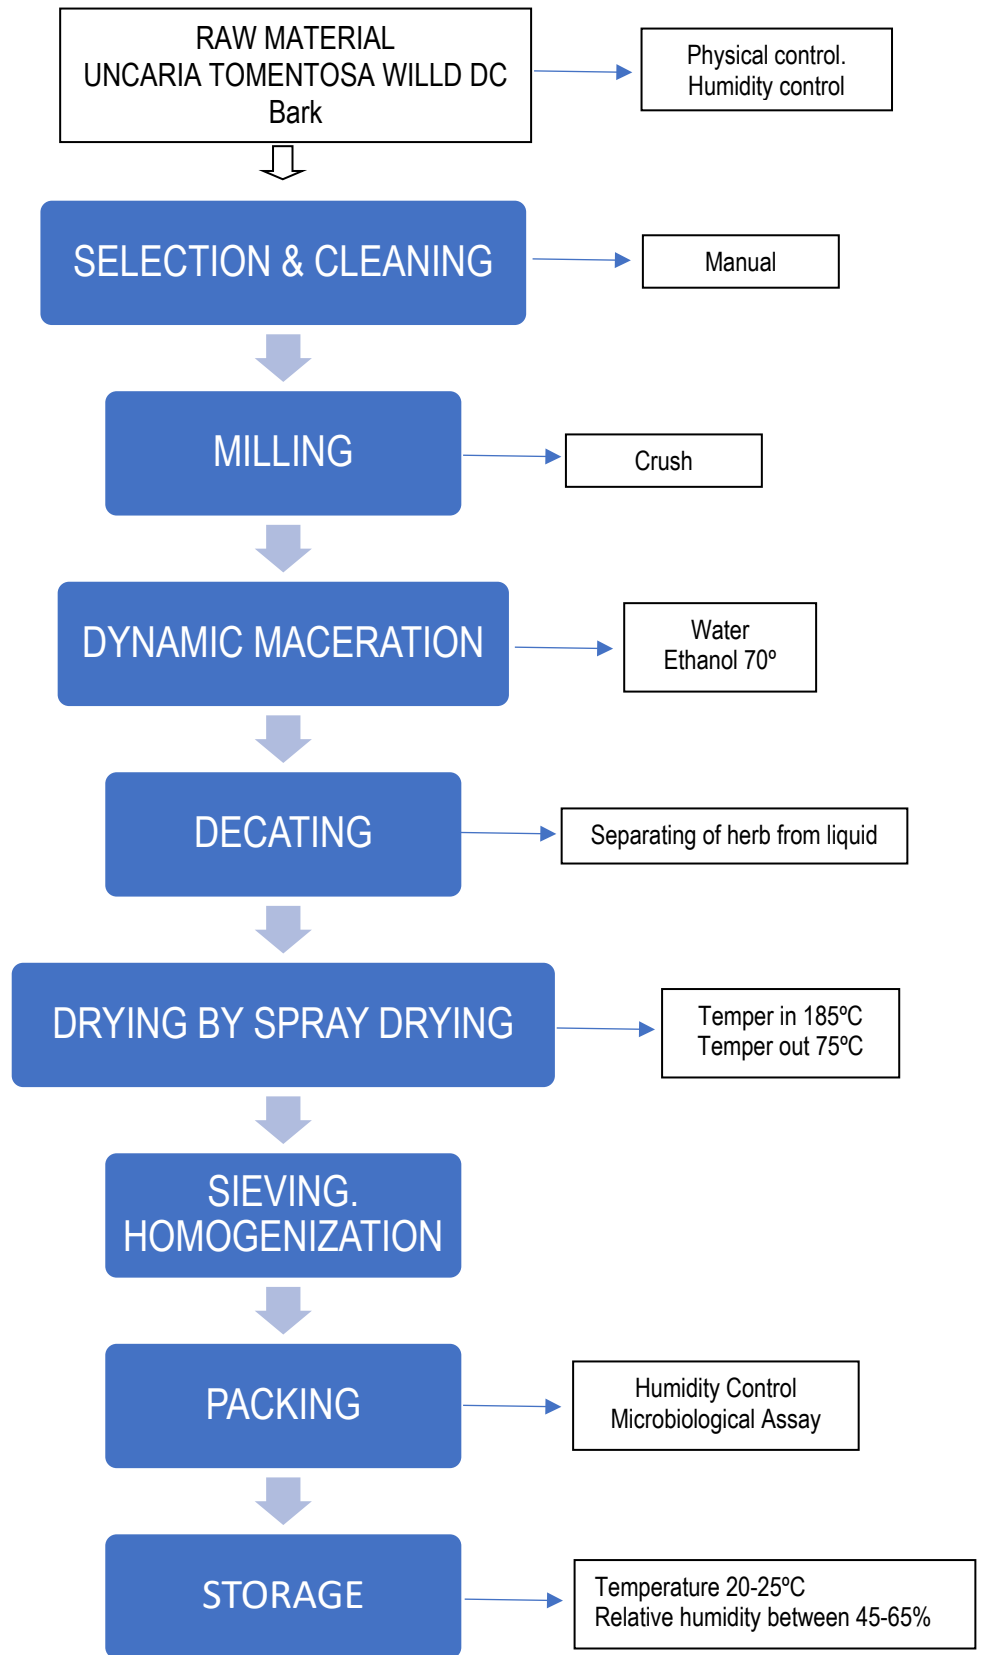 RAW MATERIAL
UNCARIA TOMENTOSA WILLD DC
Bark
Physical control.
Humidity control
SELECTION & CLEANING
Manual
MILLING
Crush
DYNAMIC MACERATION
Water
Ethanol 70º
DECATING
Separating of herb from liquid
DRYING BY SPRAY DRYING
Temper in 185ºC
Temper out 75ºC
SIEVING.
HOMOGENIZATION
PACKING
Humidity Control
Microbiological Assay
STORAGE
Temperature 20-25ºC
Relative humidity between 45-65%